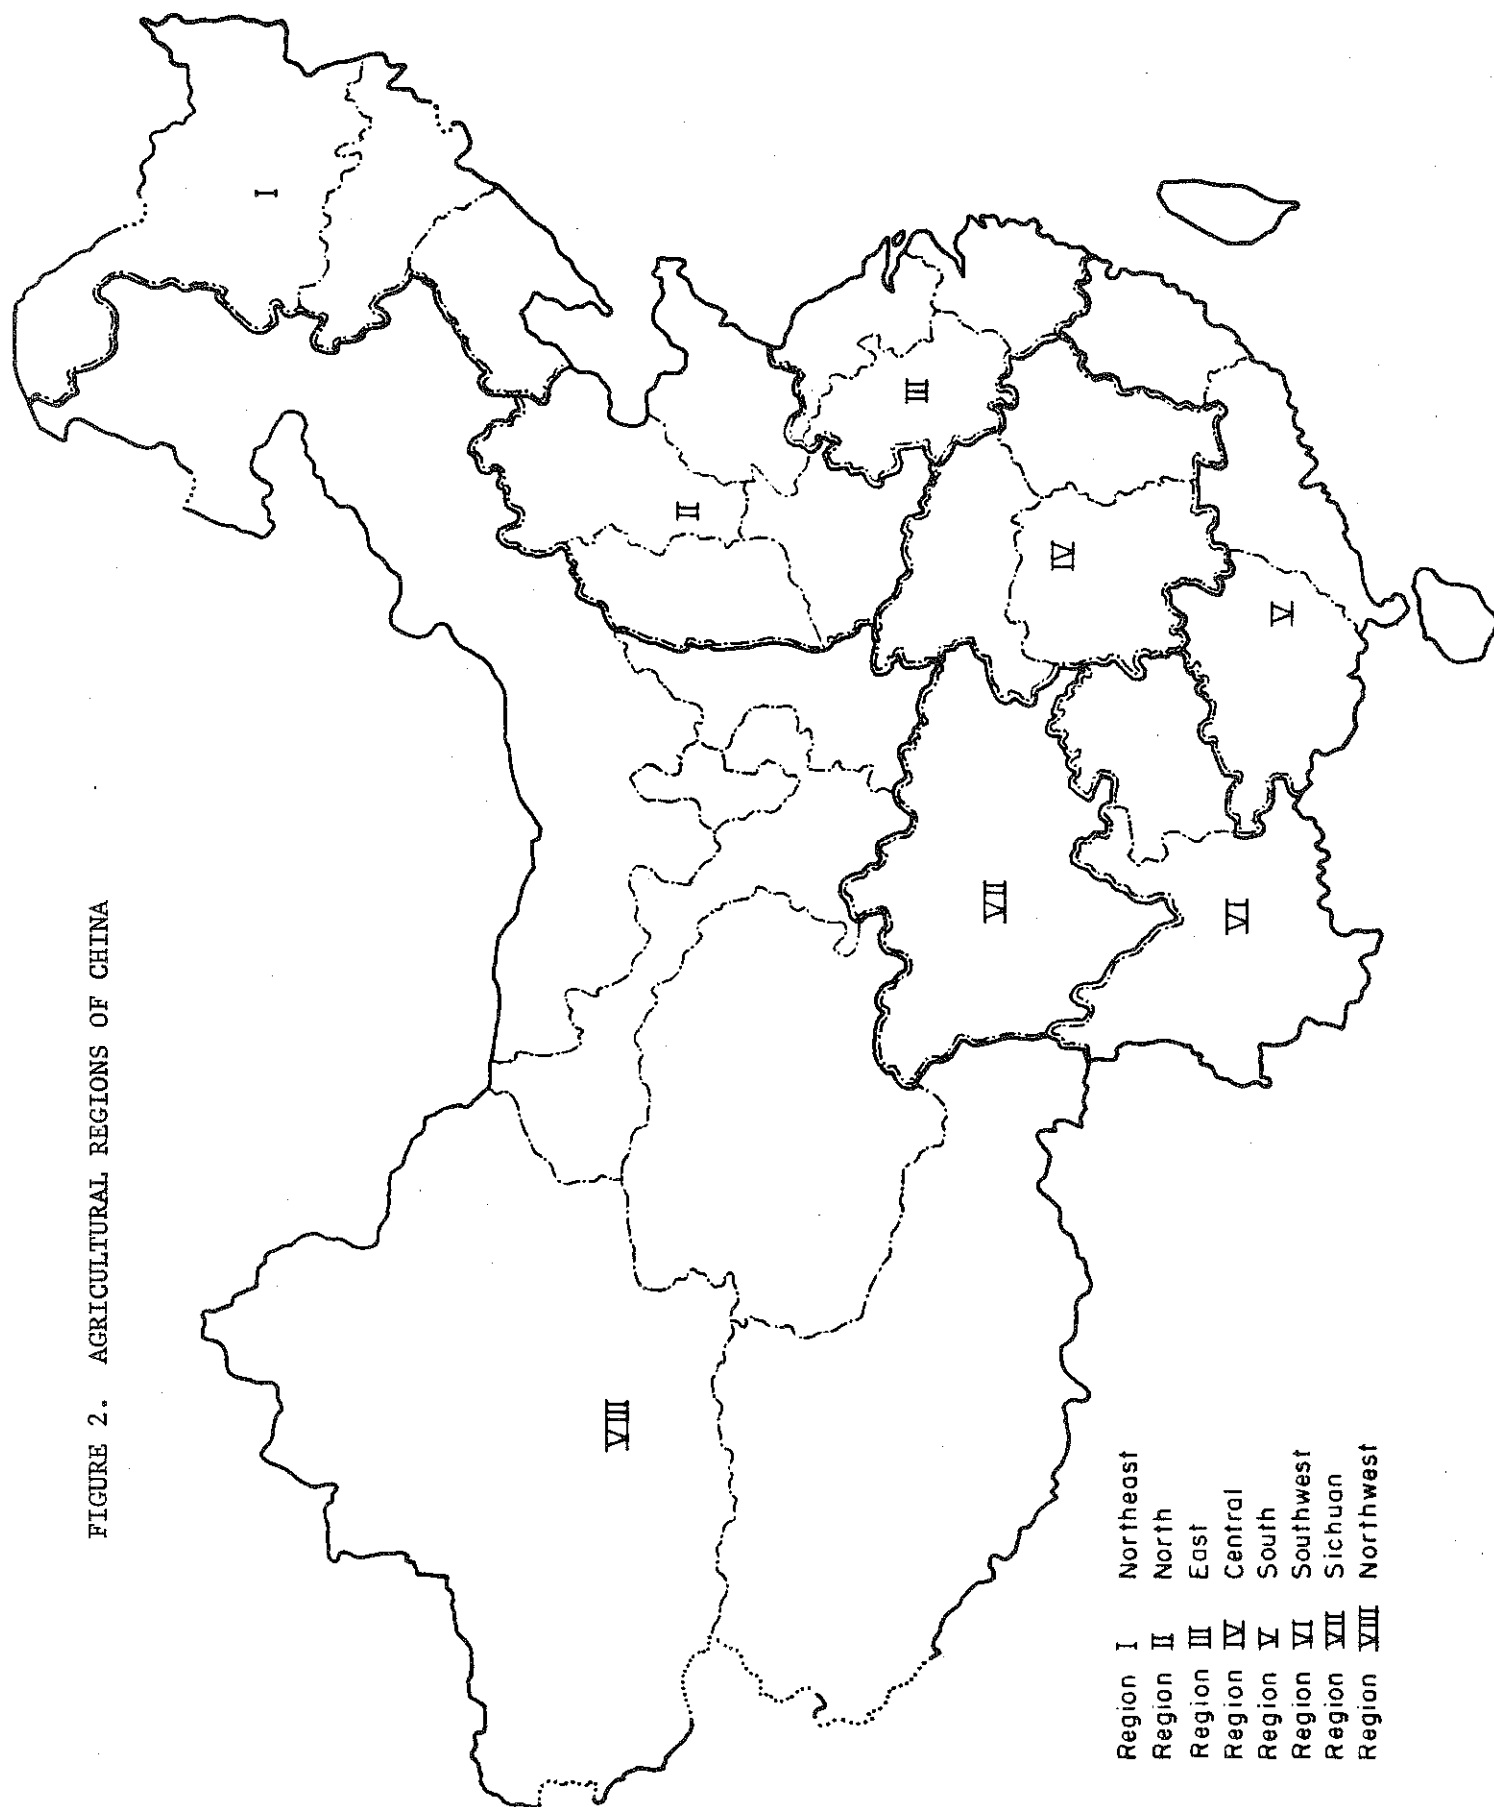 FIGURE 2. AGRICULTURAL REGIONS OF CHINA
I
II
III
IV
V
VI
VII
VIII
Region I Northeast
Region II North
Region III East
Region IV Central
Region V South
Region VI Southwest
Region VII Sichuan
Region VIII Northwest